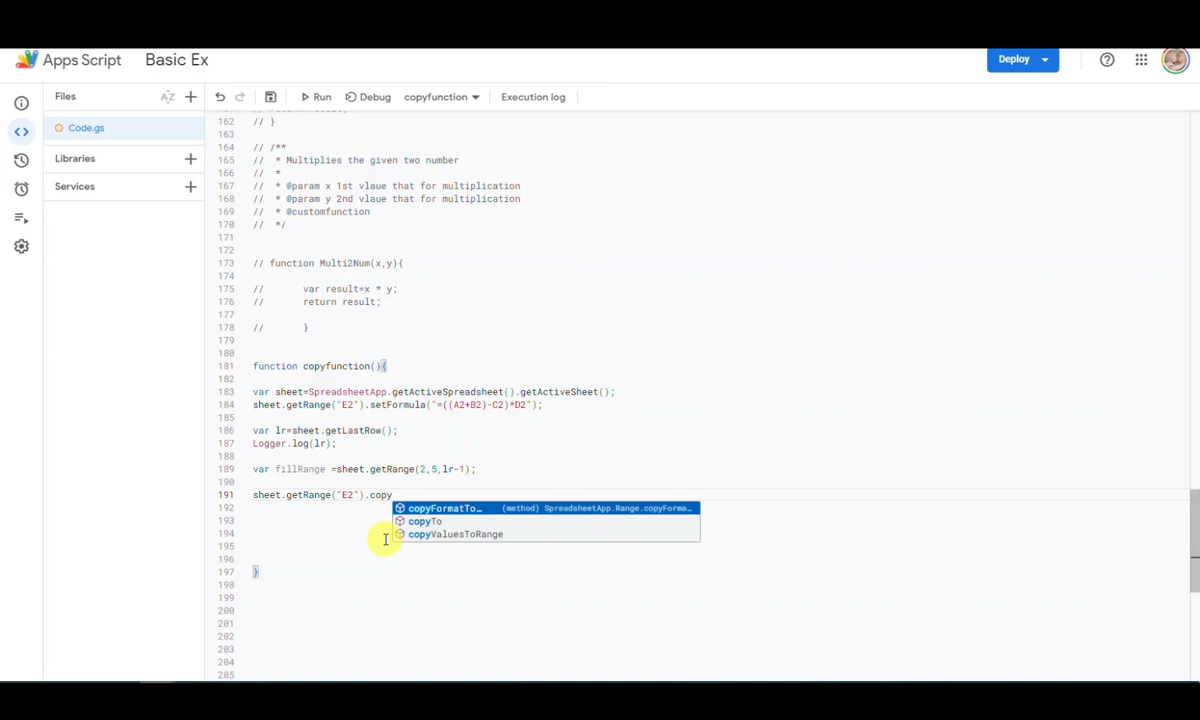 Apps Script Basic Ex Deploy
Files AZ Run Debug copyfunction Execution log
Code.gs
Libraries
Services
162 // }
163
164 // /**
165 // * Multiplies the given two number
166 // *
167 // * @param x 1st vlaue that for multiplication
168 // * @param y 2nd vlaue that for multiplication
169 // * @customfunction
170 // */
171
172
173 // function Multi2Num(x,y){
174
175 // var result=x * y;
176 // return result;
177
178 // }
179
180
181 function copyfunction(){
182
183 var sheet=SpreadsheetApp.getActiveSpreadsheet().getActiveSheet();
184 sheet.getRange("E2").setFormula("=((A2+B2)-C2)*D2");
185
186 var lr=sheet.getLastRow();
187 Logger.log(lr);
188
189 var fillRange =sheet.getRange(2,5,lr-1);
190
191 sheet.getRange("E2").copy
192 copyFormatTo… (method) SpreadsheetApp.Range.copyForma…
193 copyTo
194 copyValuesToRange
195
196
197 }
198
199
200
201
202
203
204
205